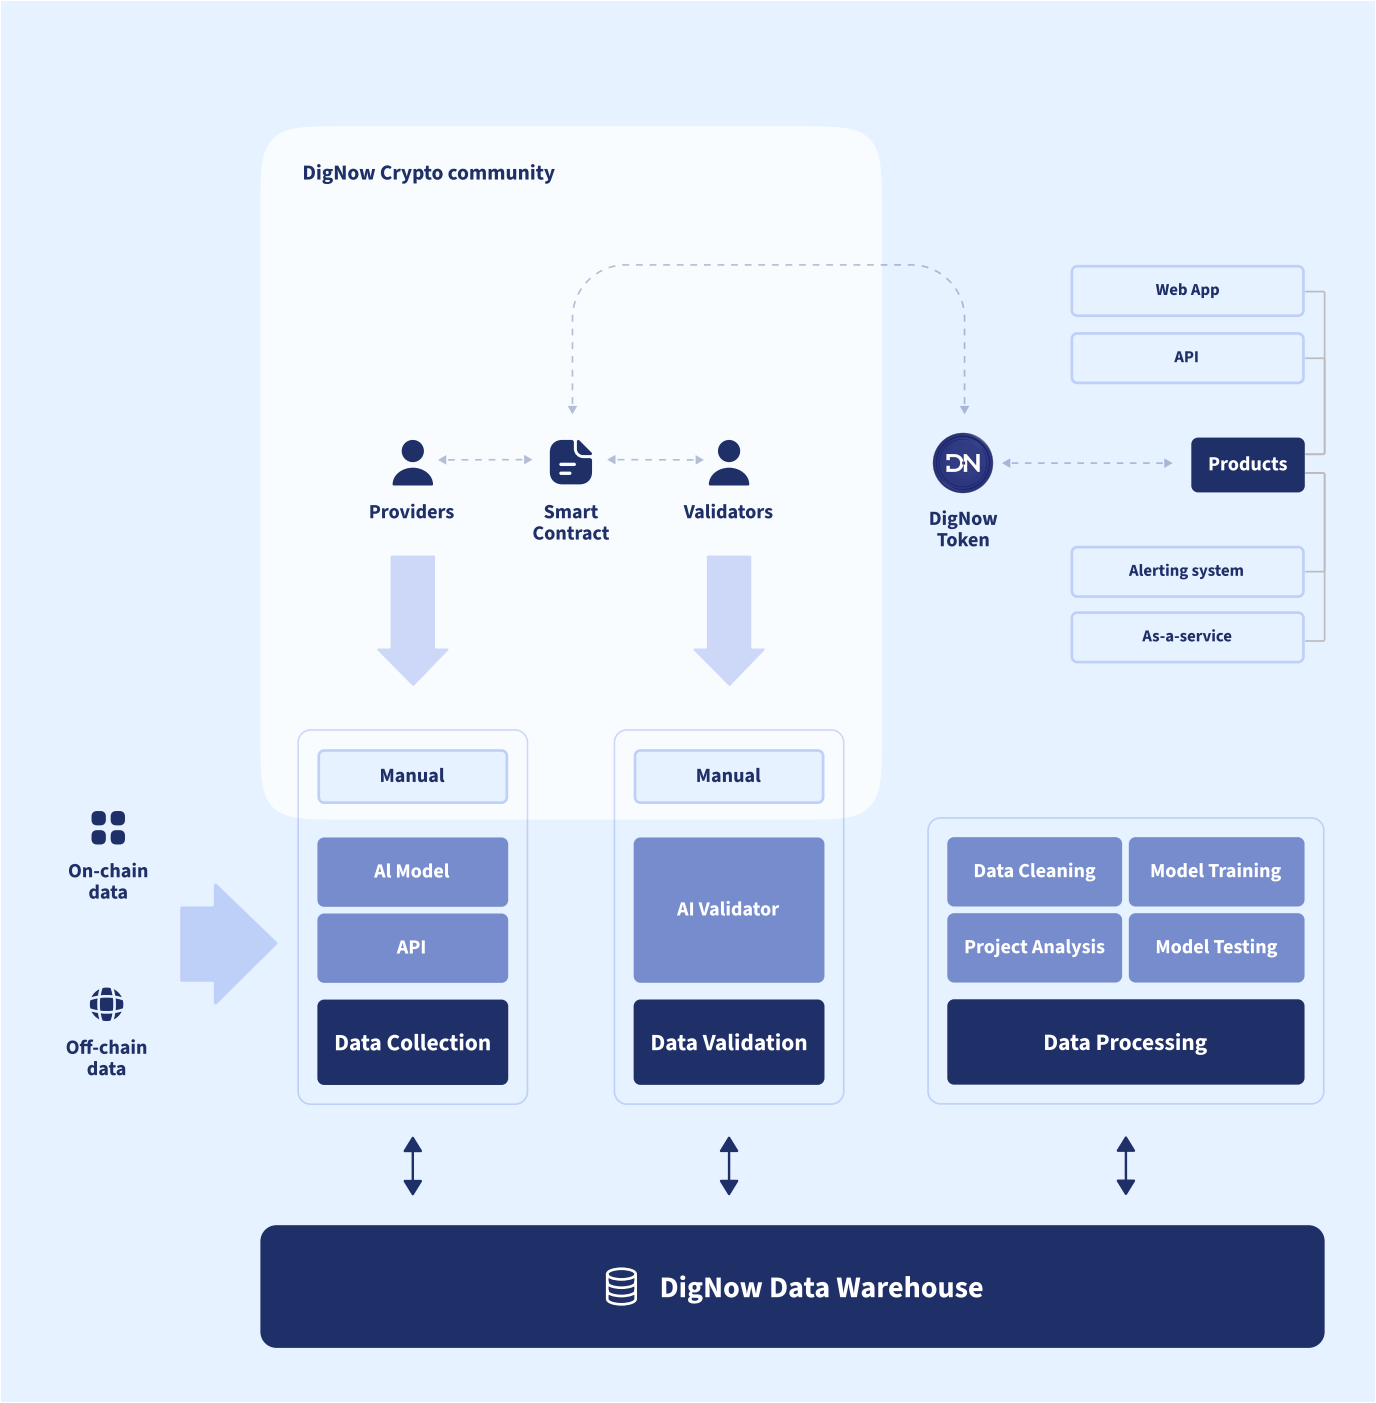 DigNow Crypto community
Web App
API
DN
Products
Providers
Smart
Contract
Validators
DigNow
Token
Alerting system
As-a-service
Manual
Manual
On-chain
data
Al Model
API
AI Validator
Data Cleaning
Model Training
Project Analysis
Model Testing
Off-chain
data
Data Collection
Data Validation
Data Processing
DigNow Data Warehouse